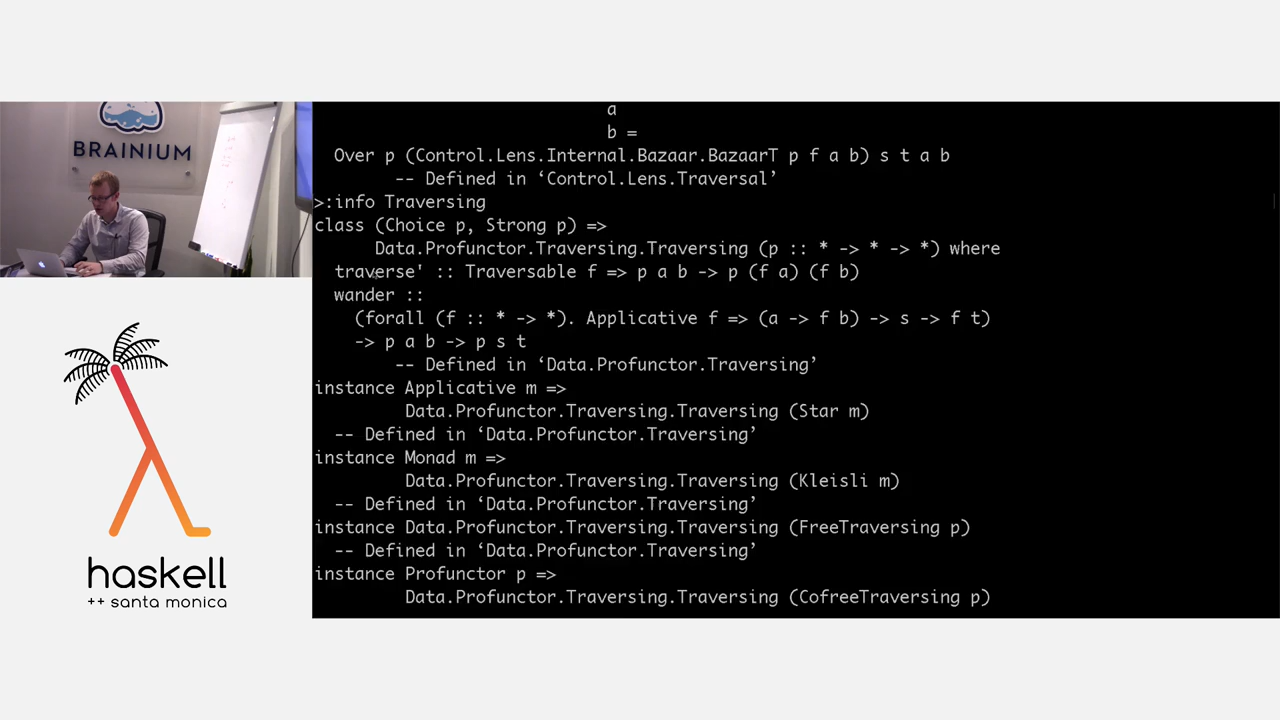 BRAINIUM
haskell
++ santa monica
a
b =
Over p (Control.Lens.Internal.Bazaar.BazaarT p f a b) s t a b
-- Defined in ‘Control.Lens.Traversal’
>:info Traversing
class (Choice p, Strong p) =>
Data.Profunctor.Traversing.Traversing (p :: * -> * -> *) where
traverse' :: Traversable f => p a b -> p (f a) (f b)
wander ::
(forall (f :: * -> *). Applicative f => (a -> f b) -> s -> f t)
-> p a b -> p s t
-- Defined in ‘Data.Profunctor.Traversing’
instance Applicative m =>
Data.Profunctor.Traversing.Traversing (Star m)
-- Defined in ‘Data.Profunctor.Traversing’
instance Monad m =>
Data.Profunctor.Traversing.Traversing (Kleisli m)
-- Defined in ‘Data.Profunctor.Traversing’
instance Data.Profunctor.Traversing.Traversing (FreeTraversing p)
-- Defined in ‘Data.Profunctor.Traversing’
instance Profunctor p =>
Data.Profunctor.Traversing.Traversing (CofreeTraversing p)